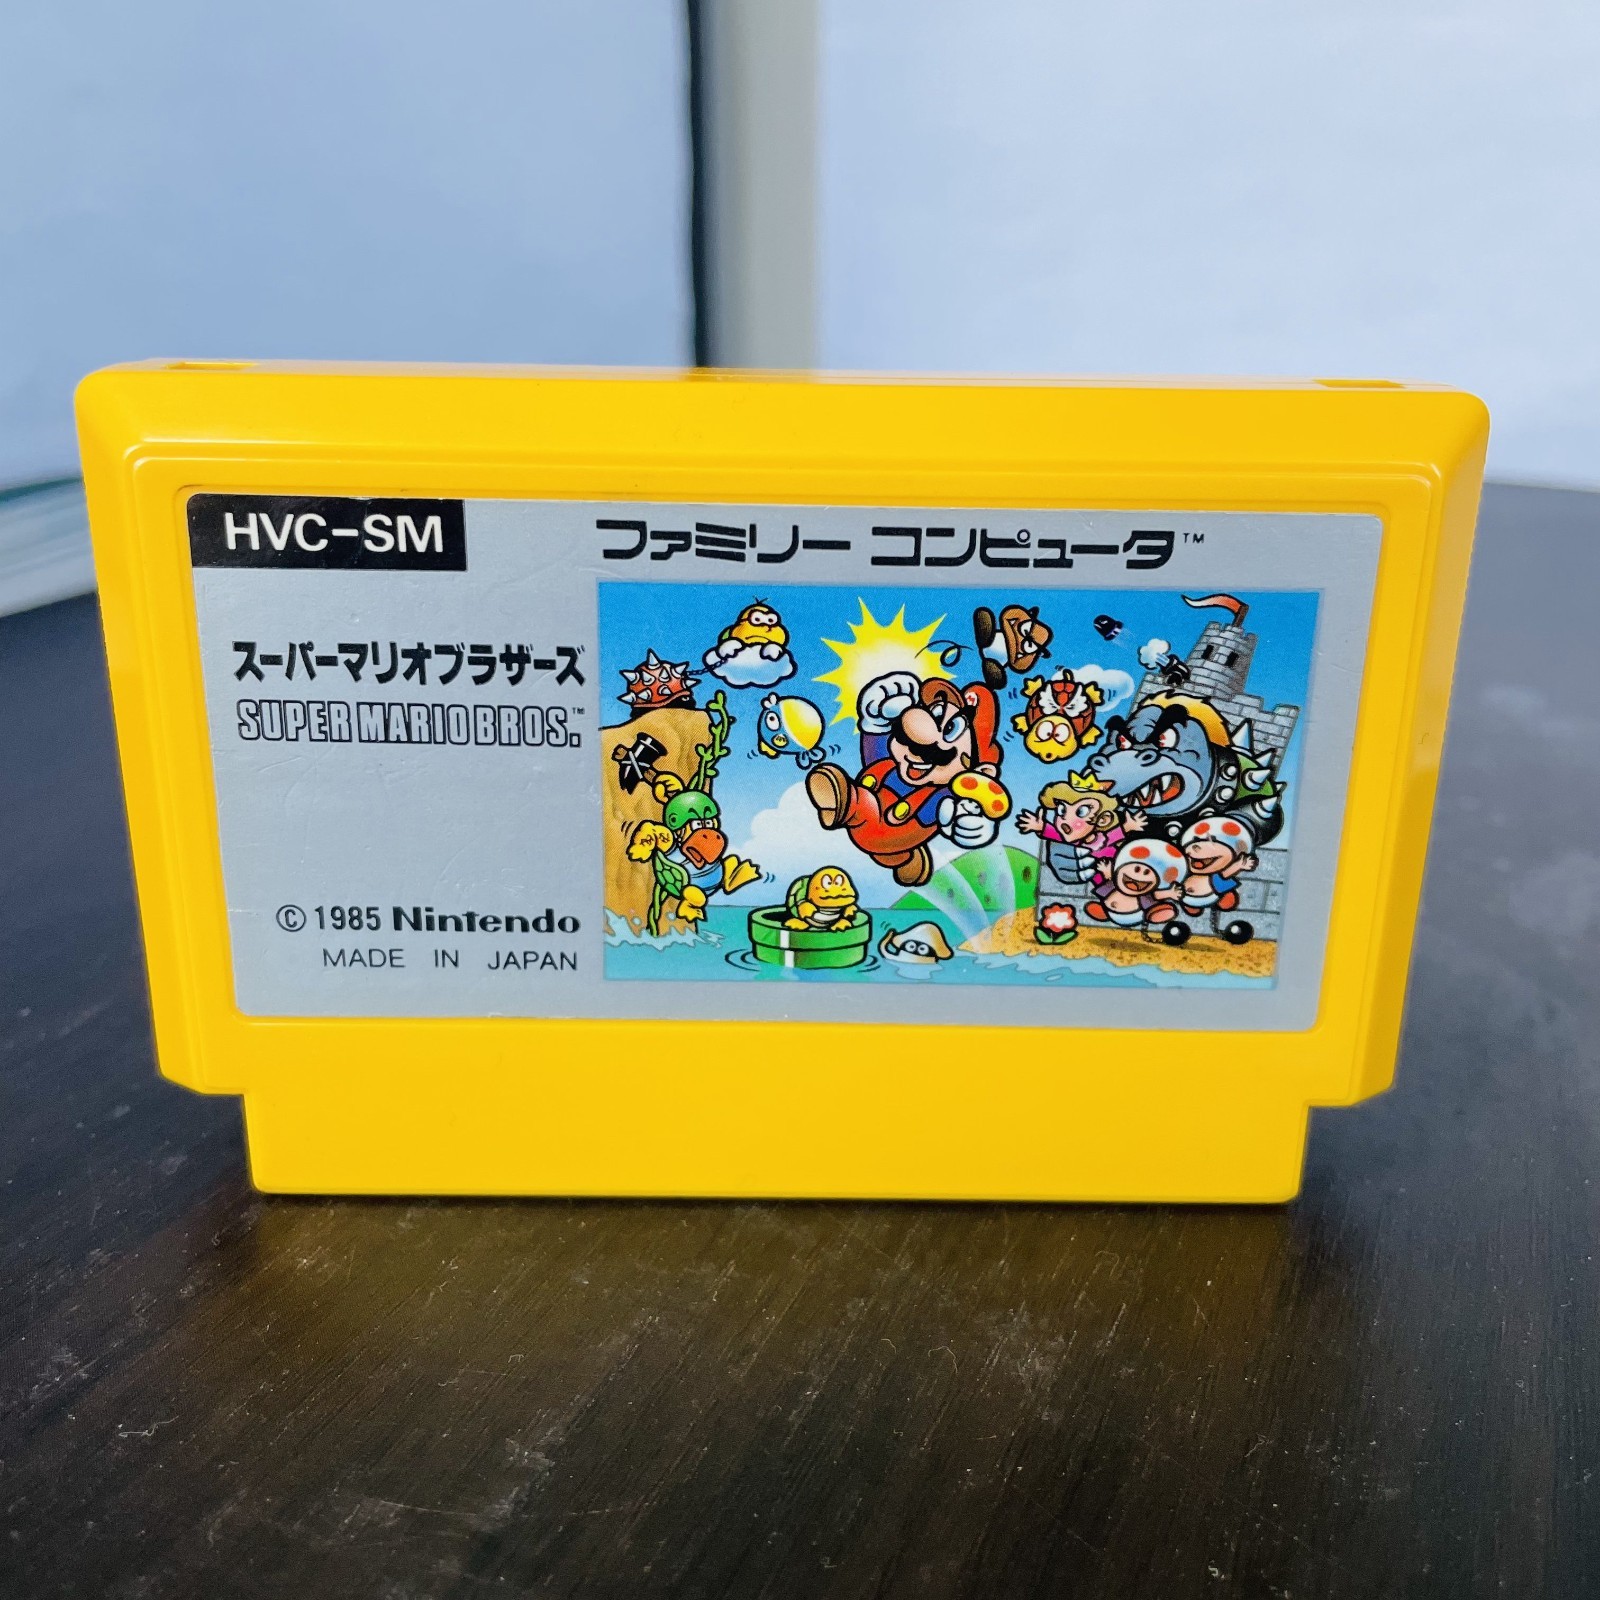 HVC-SM
ファミリー コンピュータ™
スーパーマリオブラザーズ
SUPER MARIO BROS.™
© 1985 Nintendo
MADE IN JAPAN